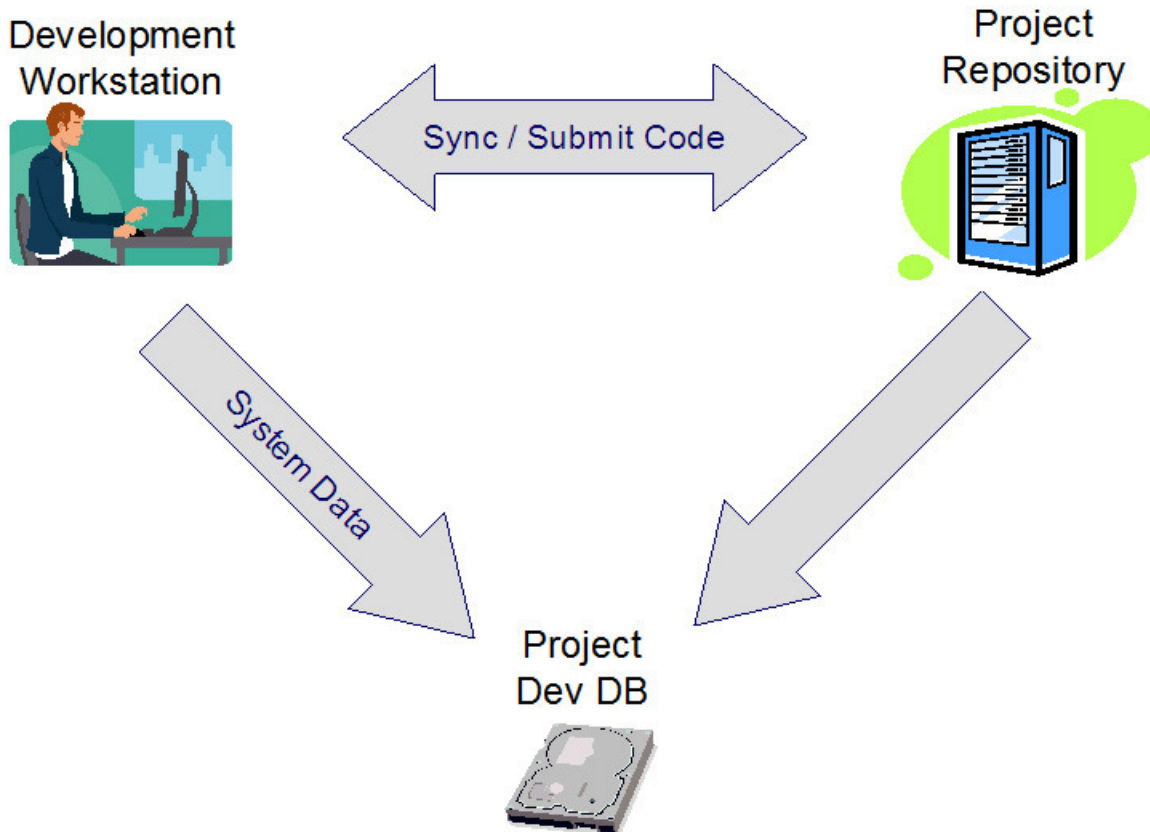 Development
Workstation
Project
Repository
Sync / Submit Code
System Data
Project
Dev DB